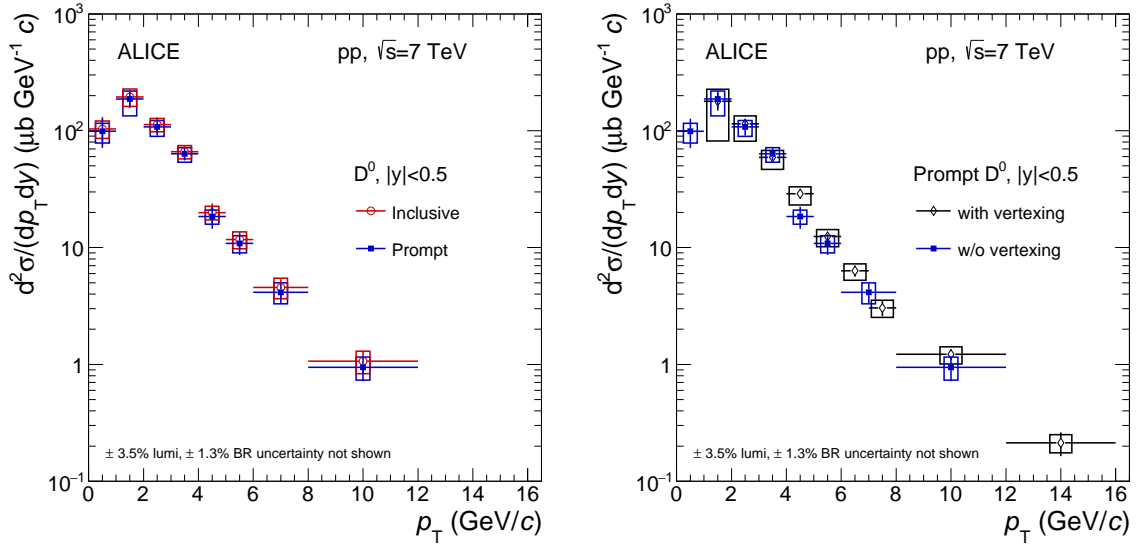 ALICE
pp, √s=7 TeV
D⁰, |y|<0.5
Inclusive
Prompt
± 3.5% lumi, ± 1.3% BR uncertainty not shown
d²σ/(dp_T dy) (μb GeV⁻¹ c)
10³
10²
10
1
10⁻¹
0 2 4 6 8 10 12 14 16
p_T (GeV/c)
ALICE
pp, √s=7 TeV
Prompt D⁰, |y|<0.5
with vertexing
w/o vertexing
± 3.5% lumi, ± 1.3% BR uncertainty not shown
d²σ/(dp_T dy) (μb GeV⁻¹ c)
10³
10²
10
1
10⁻¹
0 2 4 6 8 10 12 14 16
p_T (GeV/c)